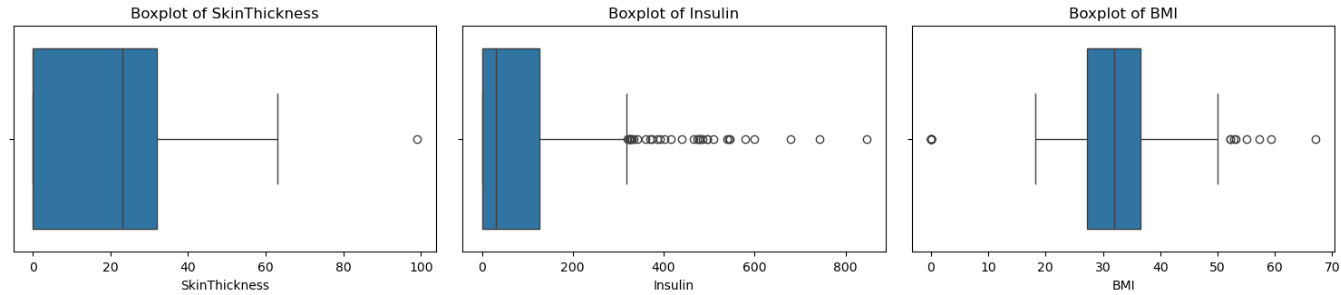 Boxplot of SkinThickness
Boxplot of Insulin
Boxplot of BMI
0 20 40 60 80 100
0 200 400 600 800
0 10 20 30 40 50 60 70
SkinThickness
Insulin
BMI